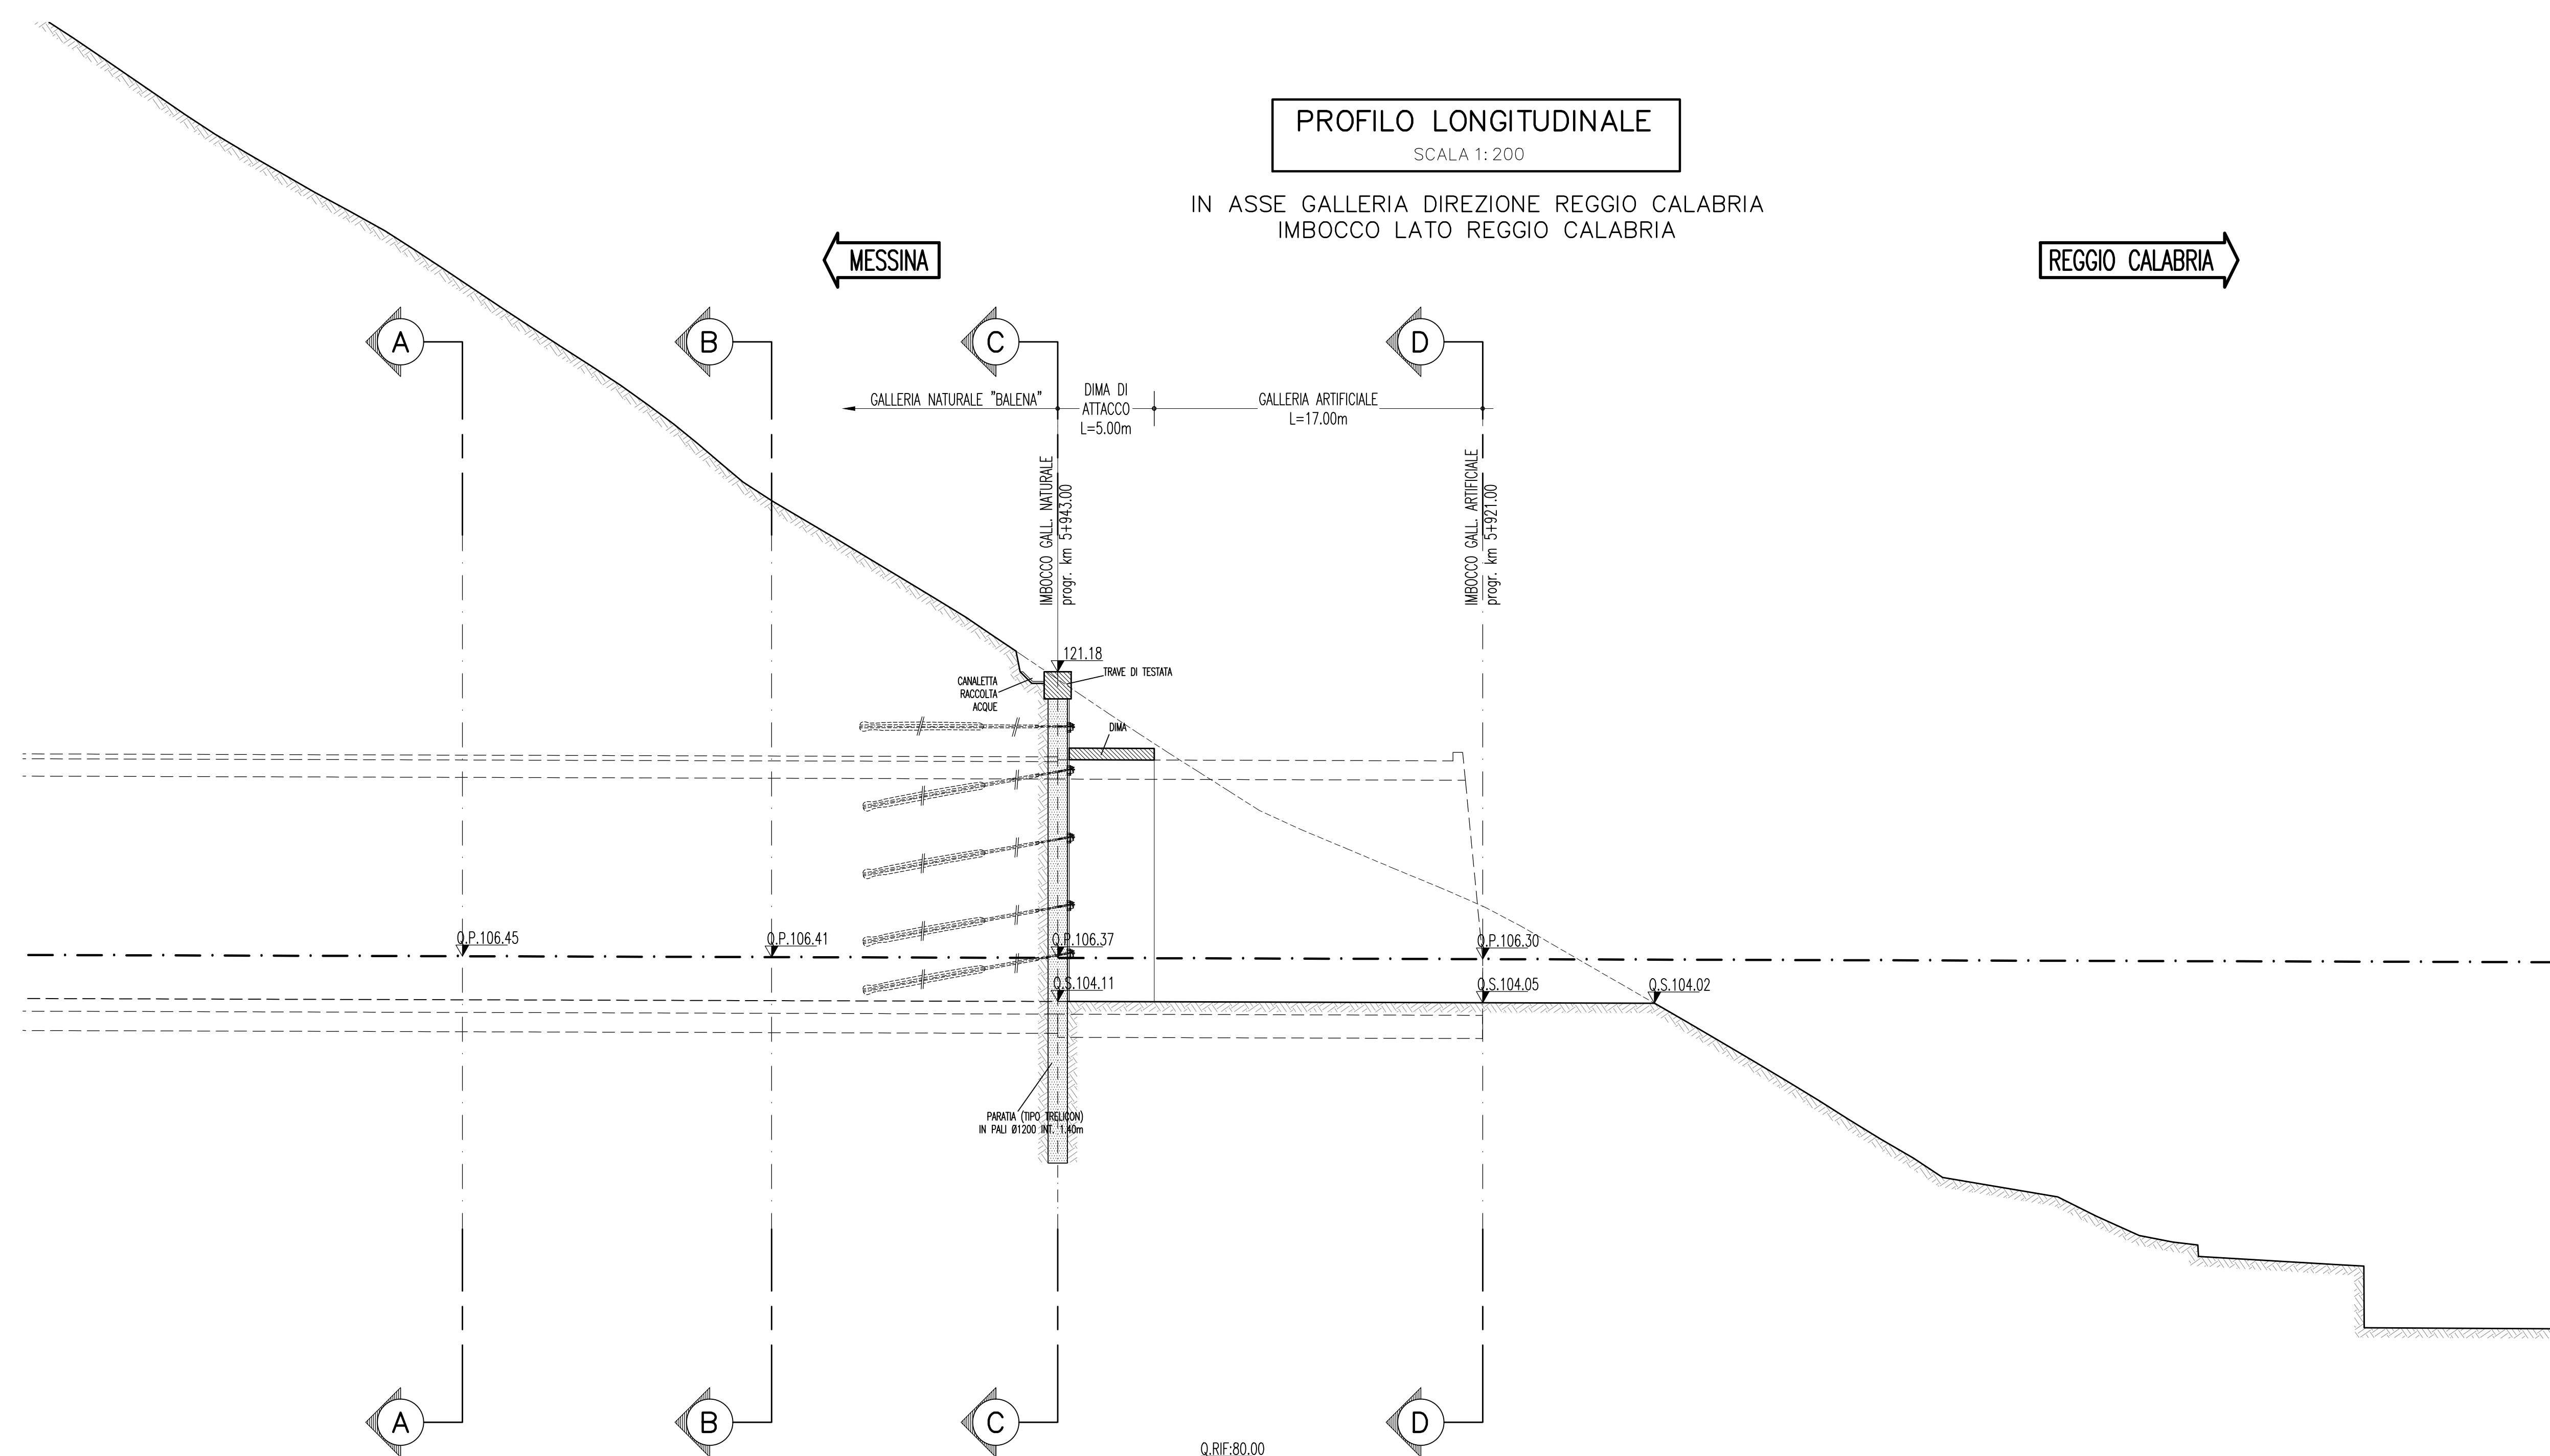 PROFILO LONGITUDINALE
SCALA 1:200
IN ASSE GALLERIA DIREZIONE REGGIO CALABRIA
IMBOCCO LATO REGGIO CALABRIA
MESSINA
REGGIO CALABRIA
A
B
C
D
GALLERIA NATURALE "BALENA"
DIMA DI
ATTACCO
L=5.00m
GALLERIA ARTIFICIALE
L=17.00m
IMBOCCO GALL. NATURALE
progr. km 5+943.00
IMBOCCO GALL. ARTIFICIALE
progr. km 5+921.00
121.18
TRAVE DI TESTATA
CANALETTA
RACCOLTA
ACQUE
DIMA
Q.P.106.45
Q.P.106.41
Q.P.106.37
Q.P.106.30
Q.S.104.11
Q.S.104.05
Q.S.104.02
PARATIA (TIPO TRELICON)
IN PALI Ø1200 INT. 1.40m
A
B
C
D
Q.RIF:80.00